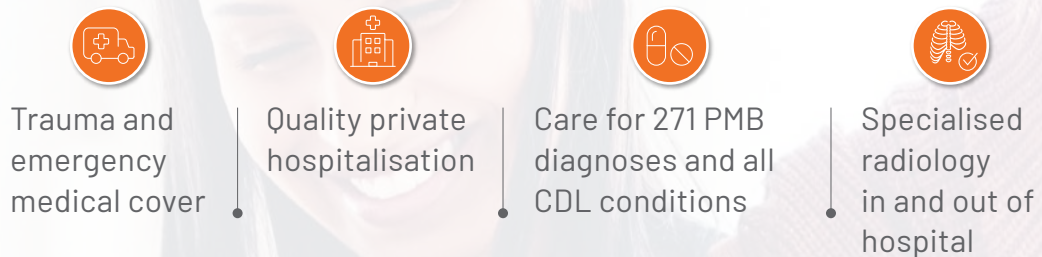 Trauma and
emergency
medical cover
Quality private
hospitalisation
Care for 271 PMB
diagnoses and all
CDL conditions
Specialised
radiology
in and out of
hospital